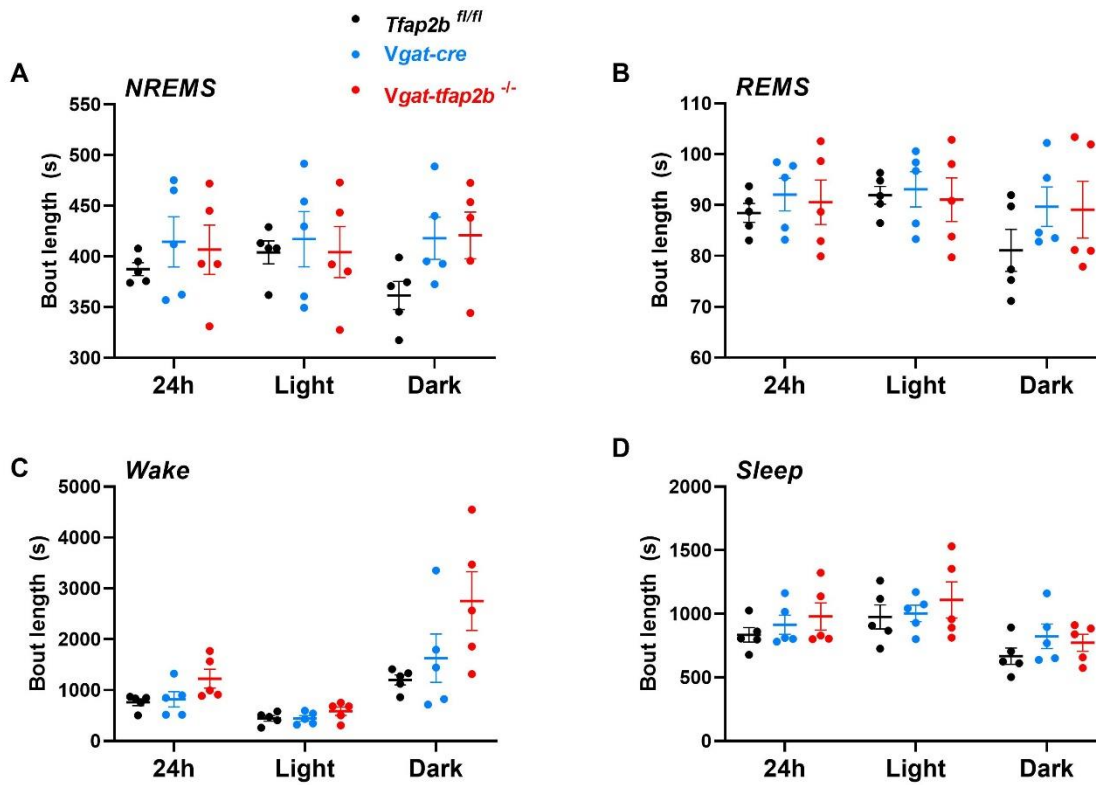 Tfap2b fl/fl
Vgat-cre
Vgat-tfap2b -/-
A
NREMS
Bout length (s)
550
500
450
400
350
300
24h Light Dark
B
REMS
Bout length (s)
110
100
90
80
70
60
24h Light Dark
C
Wake
Bout length (s)
5000
4000
3000
2000
1000
0
24h Light Dark
D
Sleep
Bout length (s)
2000
1500
1000
500
0
24h Light Dark